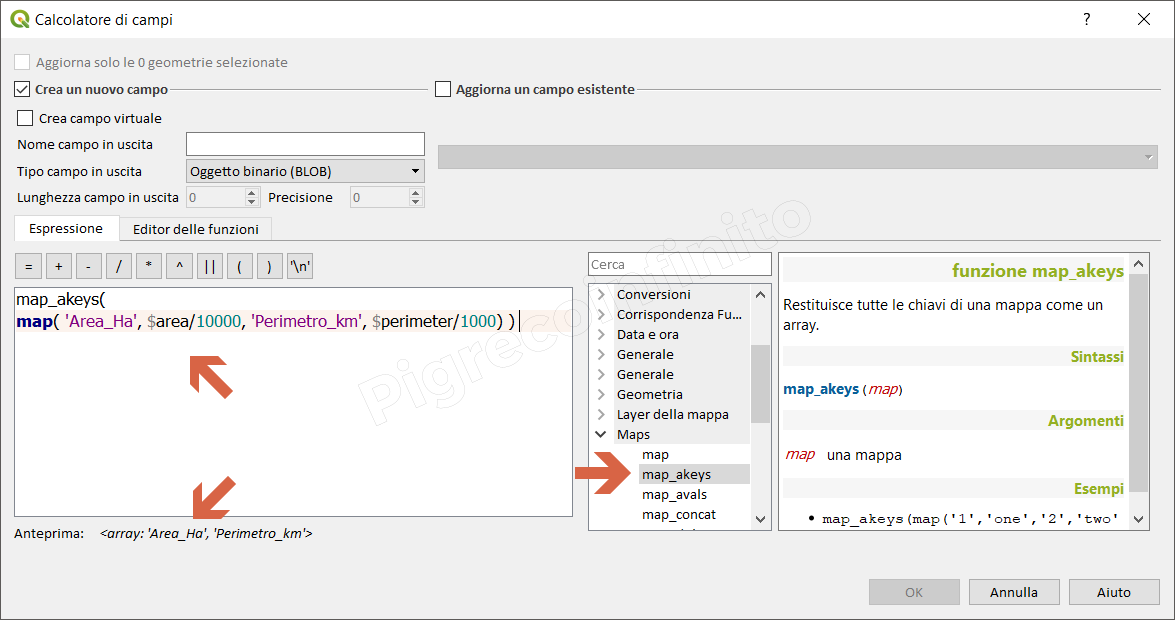 Calcolatore di campi
?
Aggiorna solo le 0 geometrie selezionate
Crea un nuovo campo
Aggiorna un campo esistente
Crea campo virtuale
Nome campo in uscita
Tipo campo in uscita Oggetto binario (BLOB)
Lunghezza campo in uscita 0 Precisione 0
Espressione Editor delle funzioni
= + - / * ^ || ( ) '\n'
map_akeys(
map( 'Area_Ha', $area/10000, 'Perimetro_km', $perimeter/1000) )
Anteprima: <array: 'Area_Ha', 'Perimetro_km'>
Cerca
Conversioni
Corrispondenza Fu...
Data e ora
Generale
Generale
Geometria
Layer della mappa
Maps
map
map_akeys
map_avals
map_concat
funzione map_akeys
Restituisce tutte le chiavi di una mappa come un
array.
Sintassi
map_akeys (map)
Argomenti
map una mappa
Esempi
• map_akeys(map('1','one','2','two'
Pigrecoinfinito
OK Annulla Aiuto